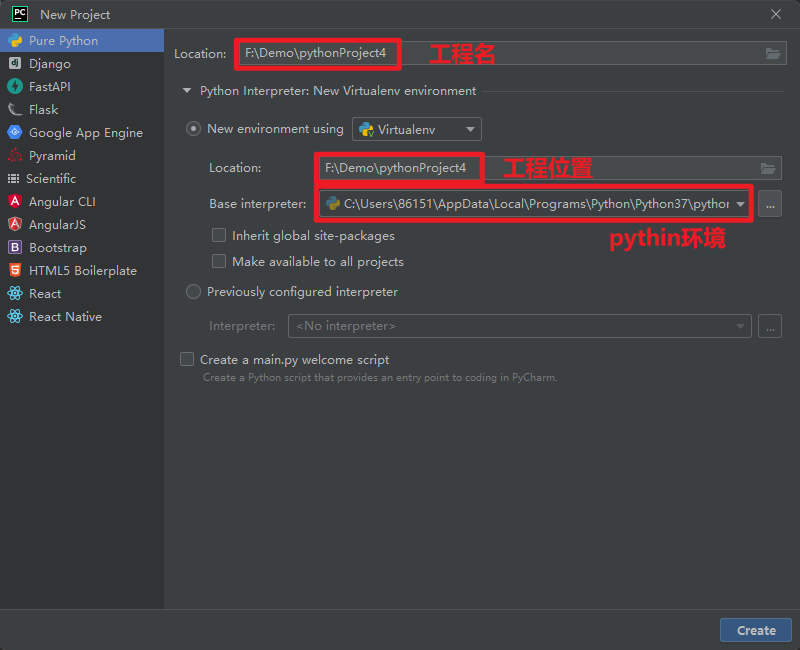 PC New Project
Pure Python
Django
FastAPI
Flask
Google App Engine
Pyramid
Scientific
Angular CLI
AngularJS
Bootstrap
HTML5 Boilerplate
React
React Native
Location: F:\Demo\pythonProject4 工程名
Python Interpreter: New Virtualenv environment
New environment using Virtualenv
Location: F:\Demo\pythonProject4 工程位置
Base interpreter: C:\Users\86151\AppData\Local\Programs\Python\Python37\python ...
pythin环境
Inherit global site-packages
Make available to all projects
Previously configured interpreter
Interpreter: <No interpreter> ...
Create a main.py welcome script
Create a Python script that provides an entry point to coding in PyCharm.
Create